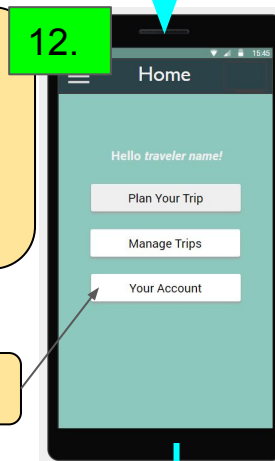 12.
15:45
Home
Hello traveler name!
Plan Your Trip
Manage Trips
Your Account